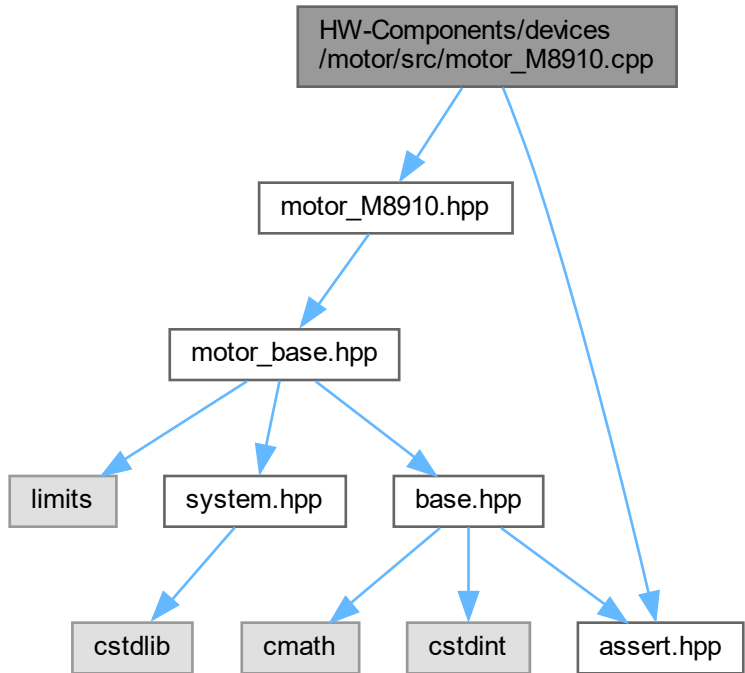 HW-Components/devices
/motor/src/motor_M8910.cpp
motor_M8910.hpp
motor_base.hpp
limits
system.hpp
base.hpp
cstdlib
cmath
cstdint
assert.hpp